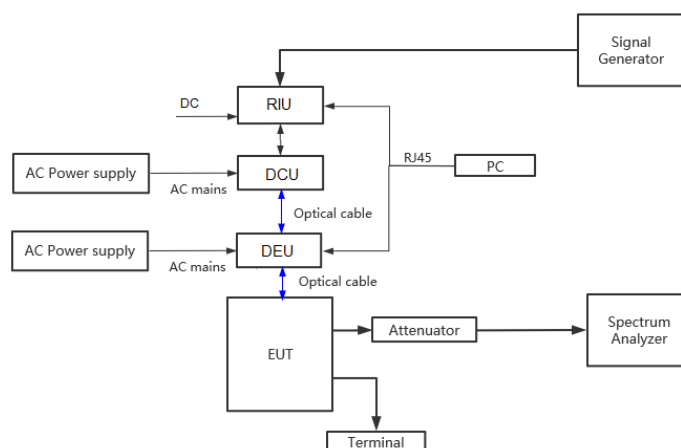 Signal
Generator
DC
RIU
RJ45
PC
AC Power supply
AC mains
DCU
Optical cable
AC Power supply
AC mains
DEU
Optical cable
EUT
Attenuator
Spectrum
Analyzer
Terminal